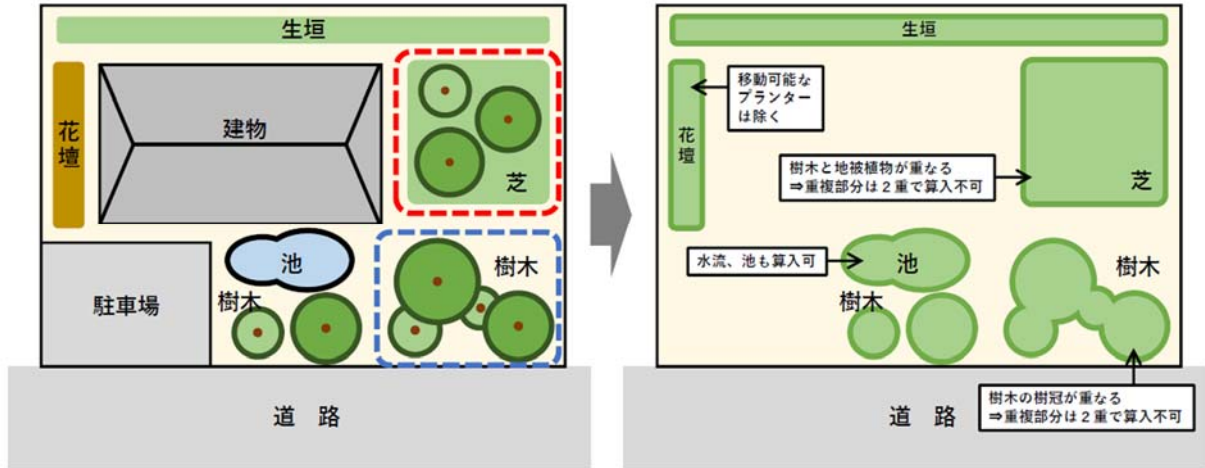 生垣
花壇
建物
芝
池
樹木
樹木
駐車場
道 路
生垣
移動可能な
プランター
は除く
花壇
樹木と地被植物が重なる
⇒重複部分は２重で算入不可
芝
水流、池も算入可
池
樹木
樹木
樹木の樹冠が重なる
⇒重複部分は２重で算入不可
道 路